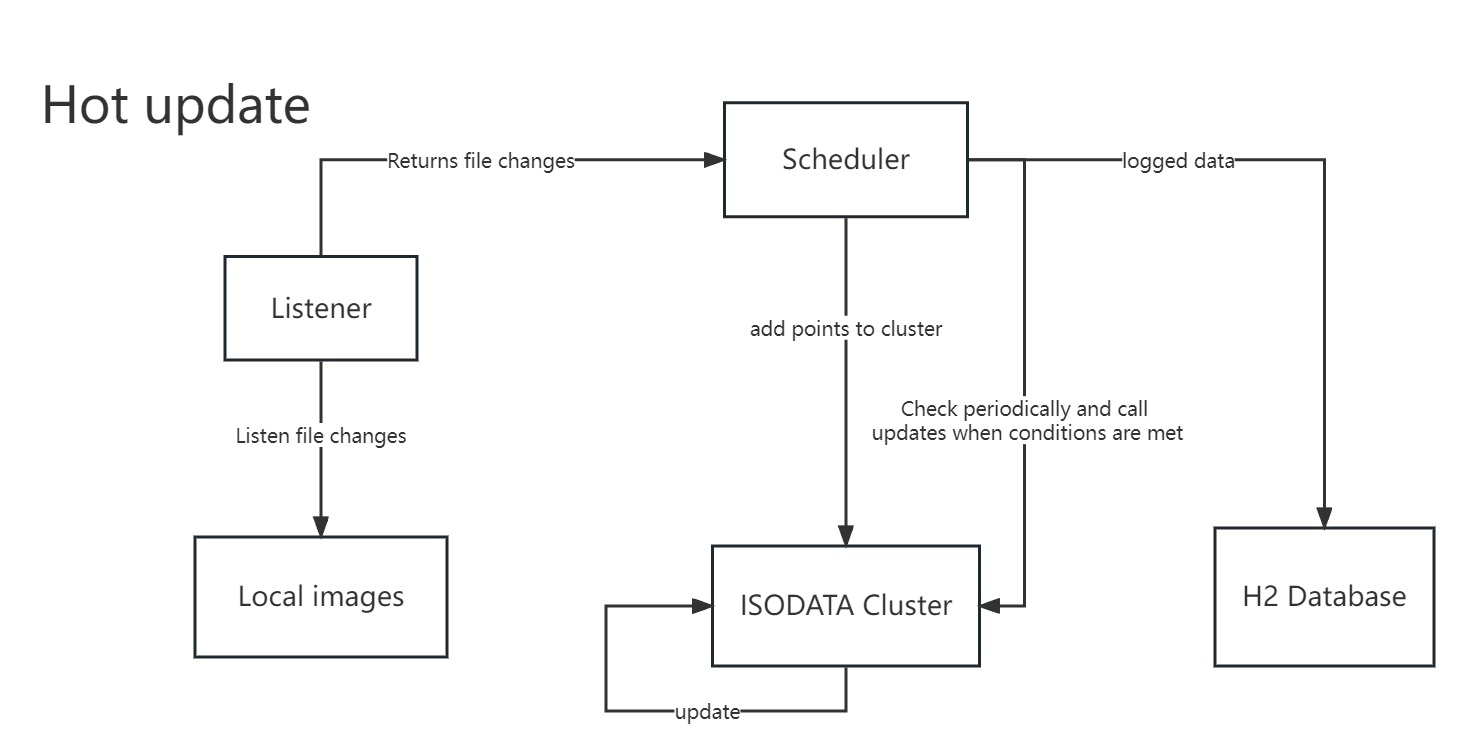 Hot update
Returns file changes
Scheduler
logged data
Listener
add points to cluster
Check periodically and call
updates when conditions are met
Listen file changes
Local images
ISODATA Cluster
H2 Database
update